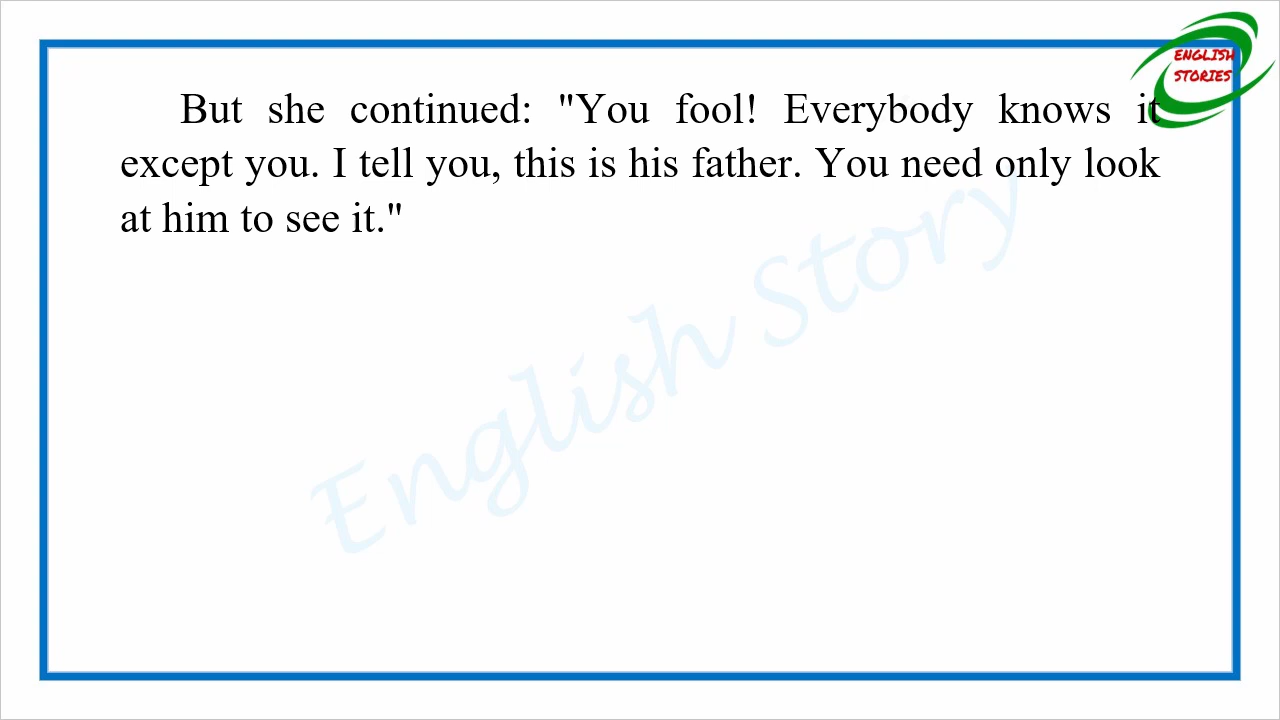 ENGLISH
STORIES
But she continued: "You fool! Everybody knows it
except you. I tell you, this is his father. You need only look
at him to see it."
English Story